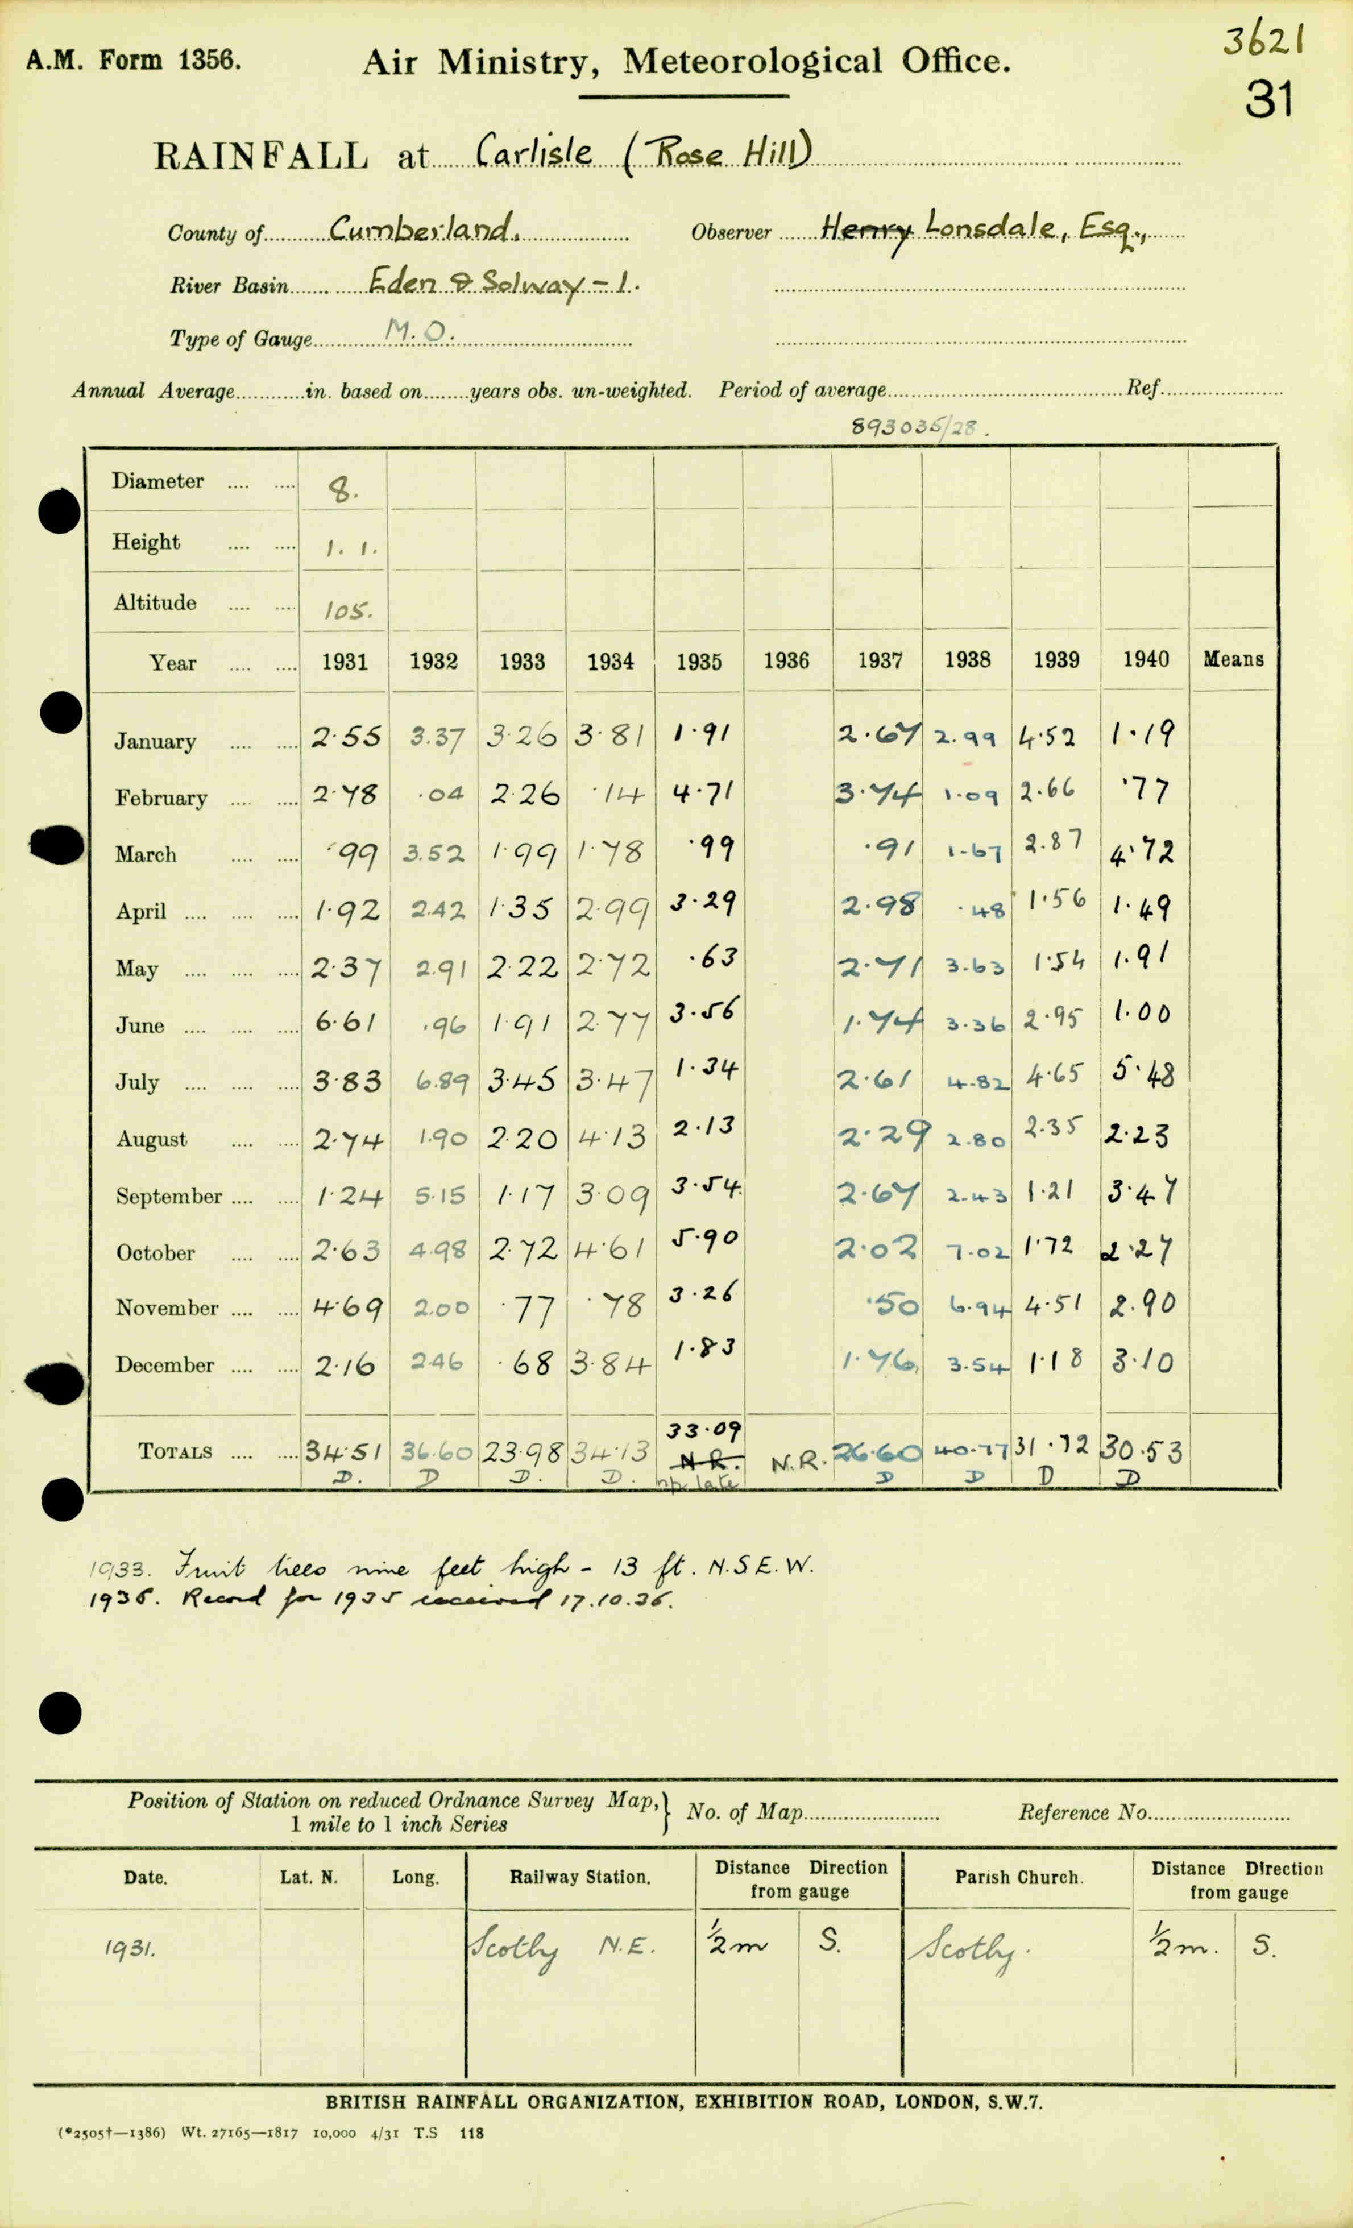 3621
A.M. Form 1356. Air Ministry, Meteorological Office.
31
RAINFALL at Carlisle (Rose Hill)
County of Cumberland. Observer Henry Lonsdale, Esq.,
River Basin Eden & Solway - 1.
Type of Gauge M.O.
Annual Average in. based on years obs. un-weighted. Period of average Ref.
893035/28.
Diameter 8.
Height 1. 1.
Altitude 105.
Year 1931 1932 1933 1934 1935 1936 1937 1938 1939 1940 Means
January 2.55 3.37 3.26 3.81 1.91 2.67 2.99 4.52 1.19
February 2.78 .04 2.26 .14 4.71 3.74 1.09 2.66 .77
March .99 3.52 1.99 1.78 .99 .91 1.67 2.87 4.72
April 1.92 2.42 1.35 2.99 3.29 2.98 .48 1.56 1.49
May 2.37 2.91 2.22 2.72 .63 2.71 3.63 1.54 1.91
June 6.61 .96 1.91 2.77 3.56 1.74 3.36 2.95 1.00
July 3.83 6.89 3.45 3.47 1.34 2.61 4.82 4.65 5.48
August 2.74 1.90 2.20 4.13 2.13 2.29 2.80 2.35 2.23
September 1.24 5.15 1.17 3.09 3.54 2.67 2.43 1.21 3.47
October 2.63 4.98 2.72 4.61 5.90 2.02 7.02 1.72 2.27
November 4.69 2.00 .77 .78 3.26 .50 6.94 4.51 2.90
December 2.16 2.46 .68 3.84 1.83 1.76 3.54 1.18 3.10
33.09
TOTALS 34.51 36.60 23.98 34.13 N.R. N.R. 26.60 40.77 31.72 30.53
D. D D. D. late D D D D
1933. Fruit trees nine feet high - 13 ft. N.S.E.W.
1936. Record for 1935 received 17.10.36.
Position of Station on reduced Ordnance Survey Map, No. of Map Reference No.
1 mile to 1 inch Series
Date. Lat. N. Long. Railway Station. Distance Direction from gauge Parish Church. Distance Direction from gauge
1931. Scotby N.E. ½m S. Scotby. ½m. S.
BRITISH RAINFALL ORGANIZATION, EXHIBITION ROAD, LONDON, S.W.7.
(*2505†—1386) Wt. 27165—1817 10,000 4/31 T.S 118